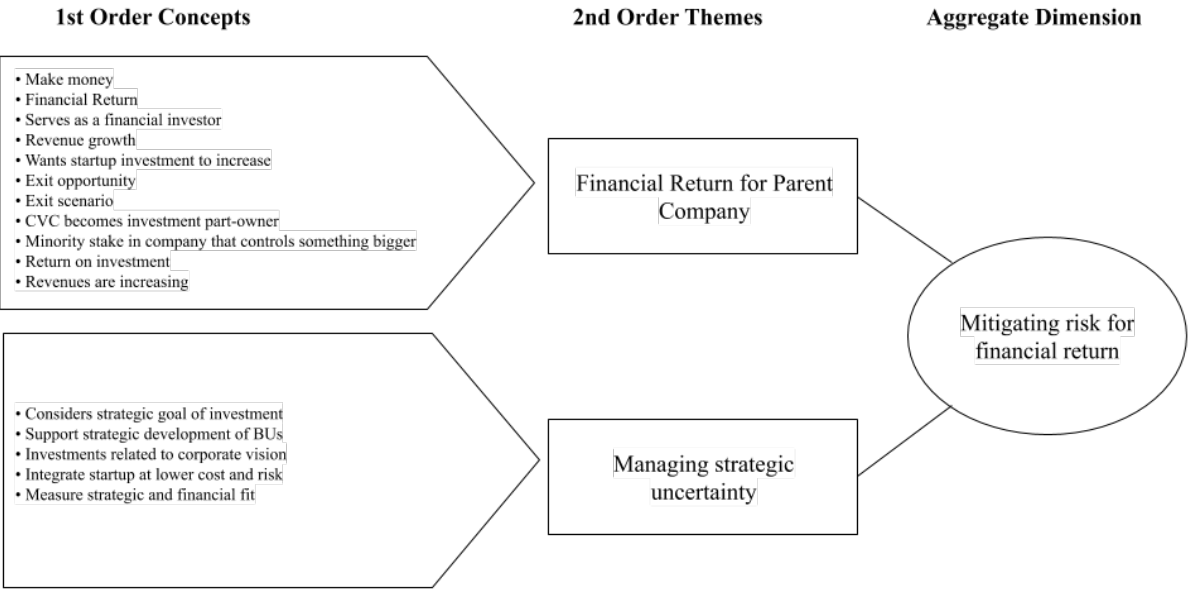 1st Order Concepts
2nd Order Themes
Aggregate Dimension
• Make money
• Financial Return
• Serves as a financial investor
• Revenue growth
• Wants startup investment to increase
• Exit opportunity
• Exit scenario
• CVC becomes investment part-owner
• Minority stake in company that controls something bigger
• Return on investment
• Revenues are increasing
Financial Return for Parent
Company
• Considers strategic goal of investment
• Support strategic development of BUs
• Investments related to corporate vision
• Integrate startup at lower cost and risk
• Measure strategic and financial fit
Managing strategic
uncertainty
Mitigating risk for
financial return